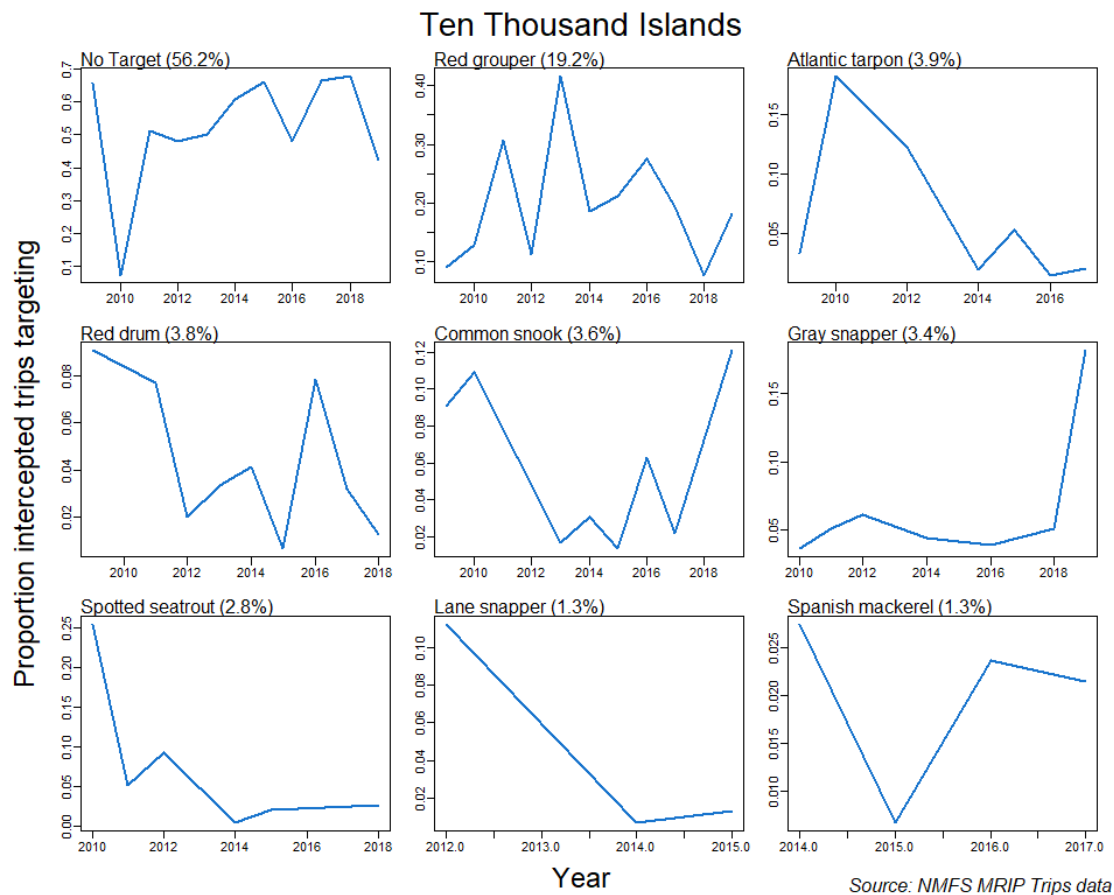 Ten Thousand Islands
Proportion intercepted trips targeting
No Target (56.2%)
0.1 0.2 0.3 0.4 0.5 0.6 0.7
2010 2012 2014 2016 2018
Red grouper (19.2%)
0.10 0.20 0.30 0.40
2010 2012 2014 2016 2018
Atlantic tarpon (3.9%)
0.05 0.10 0.15
2010 2012 2014 2016
Red drum (3.8%)
0.02 0.04 0.06 0.08
2010 2012 2014 2016 2018
Common snook (3.6%)
0.02 0.04 0.06 0.08 0.10 0.12
2010 2012 2014 2016 2018
Gray snapper (3.4%)
0.05 0.10 0.15
2010 2012 2014 2016 2018
Spotted seatrout (2.8%)
0.00 0.05 0.10 0.15 0.20 0.25
2010 2012 2014 2016 2018
Lane snapper (1.3%)
0.02 0.04 0.06 0.08 0.10
2012.0 2013.0 2014.0 2015.0
Spanish mackerel (1.3%)
0.010 0.015 0.020 0.025
2014.0 2015.0 2016.0 2017.0
Year
Source: NMFS MRIP Trips data